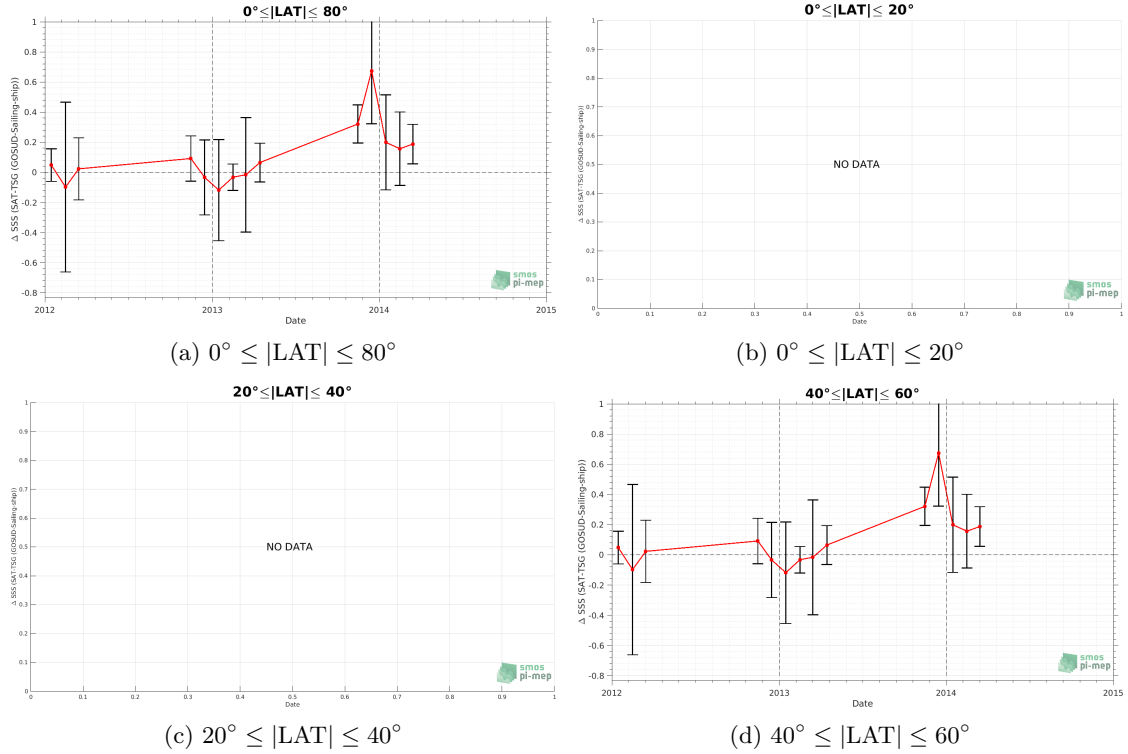 0°≤|LAT|≤ 80°
Δ SSS (SAT-TSG (GOSUD-Sailing-ship))
1
0.8
0.6
0.4
0.2
0
-0.2
-0.4
-0.6
-0.8
2012 2013 2014 2015
Date
smos
pi-mep
(a) 0° ≤ |LAT| ≤ 80°
0°≤|LAT|≤ 20°
Δ SSS (SAT-TSG (GOSUD-Sailing-ship))
1
0.9
0.8
0.7
0.6
0.5
0.4
0.3
0.2
0.1
0
NO DATA
0 0.1 0.2 0.3 0.4 0.5 0.6 0.7 0.8 0.9 1
Date
smos
pi-mep
(b) 0° ≤ |LAT| ≤ 20°
20°≤|LAT|≤ 40°
Δ SSS (SAT-TSG (GOSUD-Sailing-ship))
1
0.9
0.8
0.7
0.6
0.5
0.4
0.3
0.2
0.1
0
NO DATA
0 0.1 0.2 0.3 0.4 0.5 0.6 0.7 0.8 0.9 1
Date
smos
pi-mep
(c) 20° ≤ |LAT| ≤ 40°
40°≤|LAT|≤ 60°
Δ SSS (SAT-TSG (GOSUD-Sailing-ship))
1
0.8
0.6
0.4
0.2
0
-0.2
-0.4
-0.6
-0.8
2012 2013 2014 2015
Date
smos
pi-mep
(d) 40° ≤ |LAT| ≤ 60°